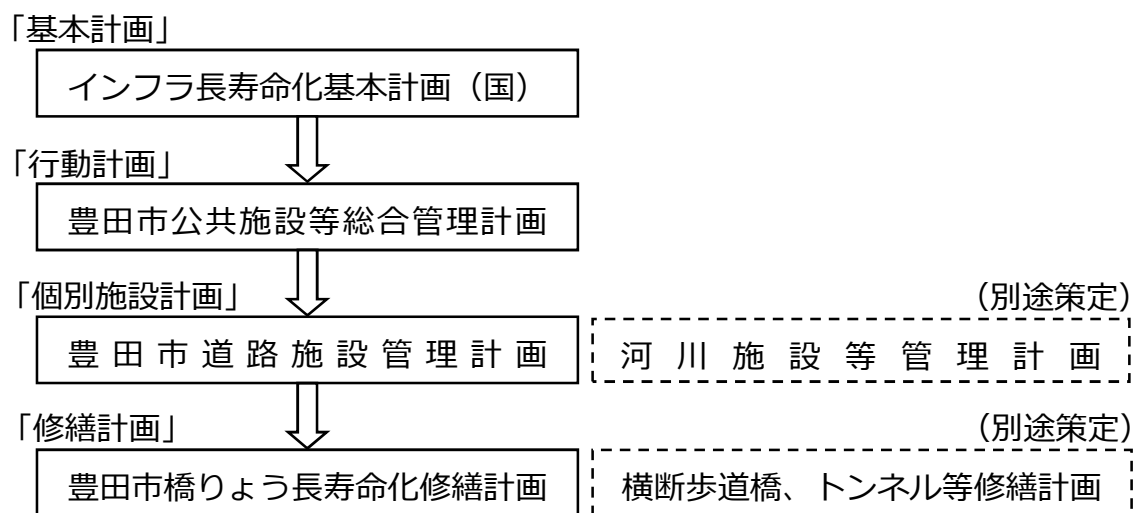 「基本計画」
インフラ長寿命化基本計画（国）
「行動計画」
豊田市公共施設等総合管理計画
「個別施設計画」 （別途策定）
豊田市道路施設管理計画 河川施設等管理計画
「修繕計画」 （別途策定）
豊田市橋りょう長寿命化修繕計画 横断歩道橋、トンネル等修繕計画